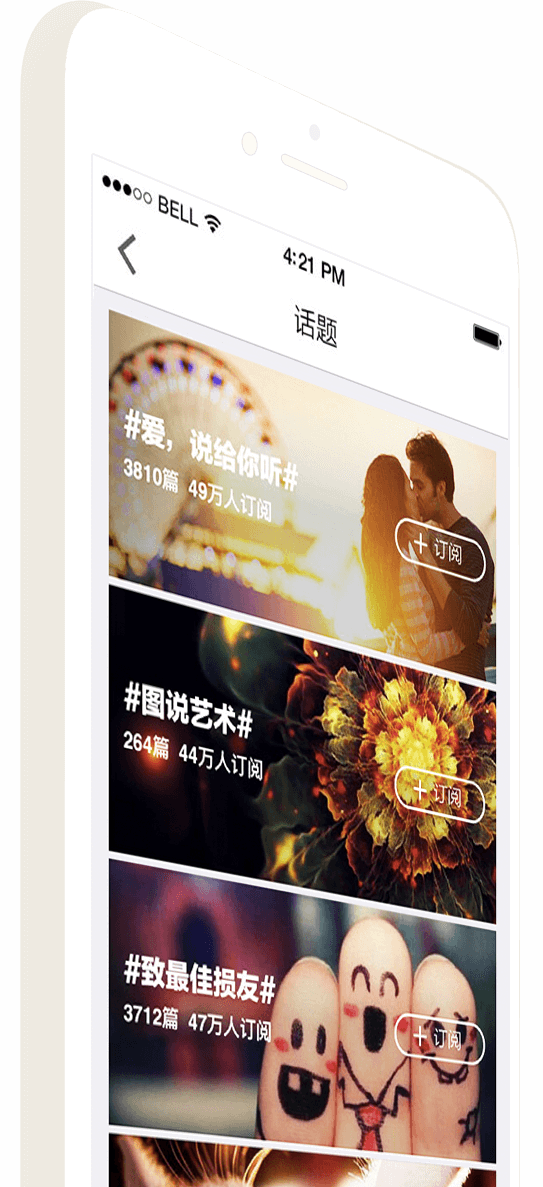 BELL
4:21 PM
话题
#爱，说给你听#
3810篇 49万人订阅
+ 订阅
#图说艺术#
264篇 44万人订阅
+ 订阅
#致最佳损友#
3712篇 47万人订阅
+ 订阅